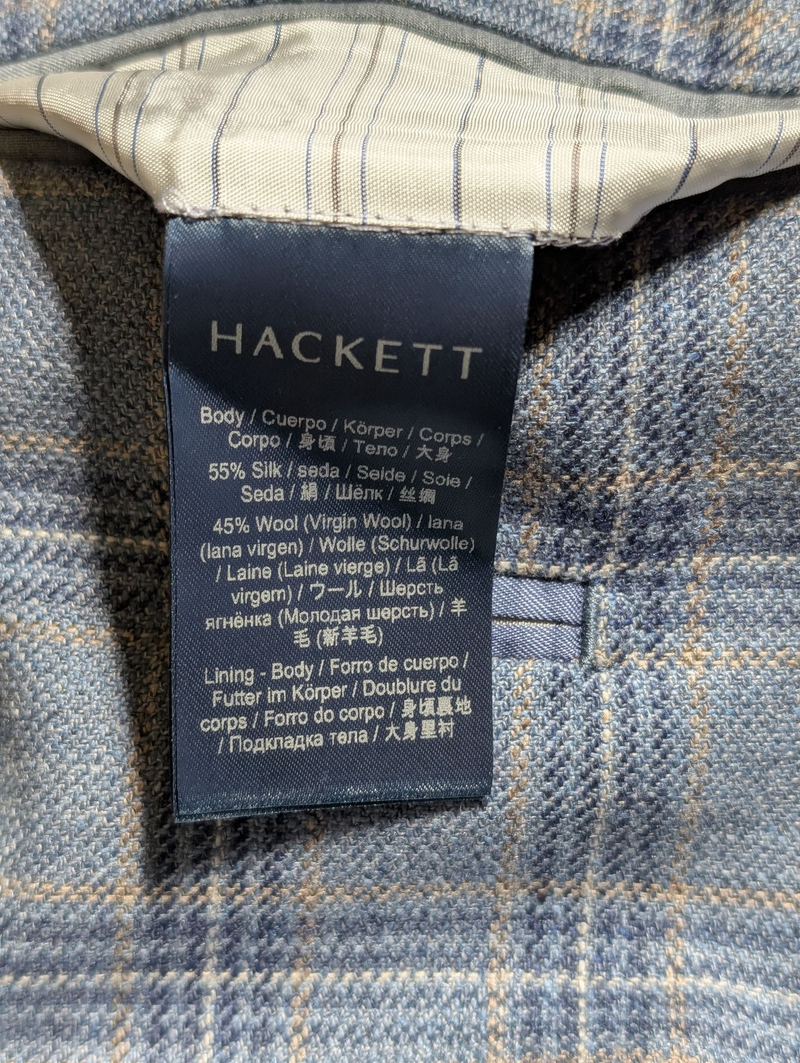 HACKETT
Body / Cuerpo / Körper / Corps /
Corpo / 身頃 / Тело / 大身
55% Silk / seda / Seide / Soie /
Seda / 絹 / Шёлк / 丝绸
45% Wool (Virgin Wool) / lana
(lana virgen) / Wolle (Schurwolle)
/ Laine (Laine vierge) / Lã (Lã
virgem) / ウール / Шерсть
ягнёнка (Молодая шерсть) / 羊
毛 (新羊毛)
Lining - Body / Forro de cuerpo /
Futter im Körper / Doublure du
corps / Forro do corpo / 身頃裏地
/ Подкладка тела / 大身里衬